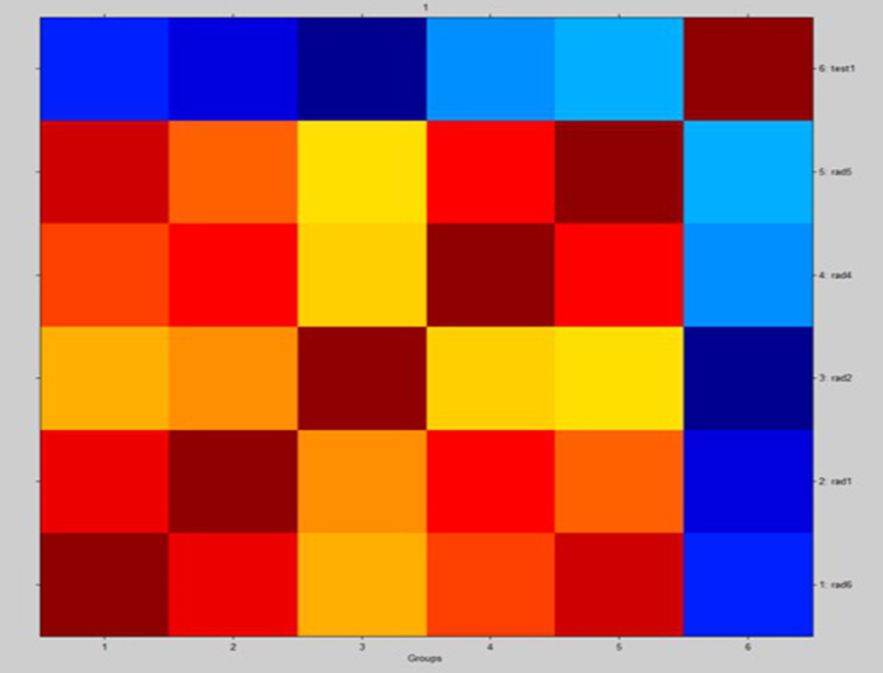 1
6: test1
5: rad5
4: rad4
3: rad2
2: rad1
1: rad6
1 2 3 4 5 6
Groups